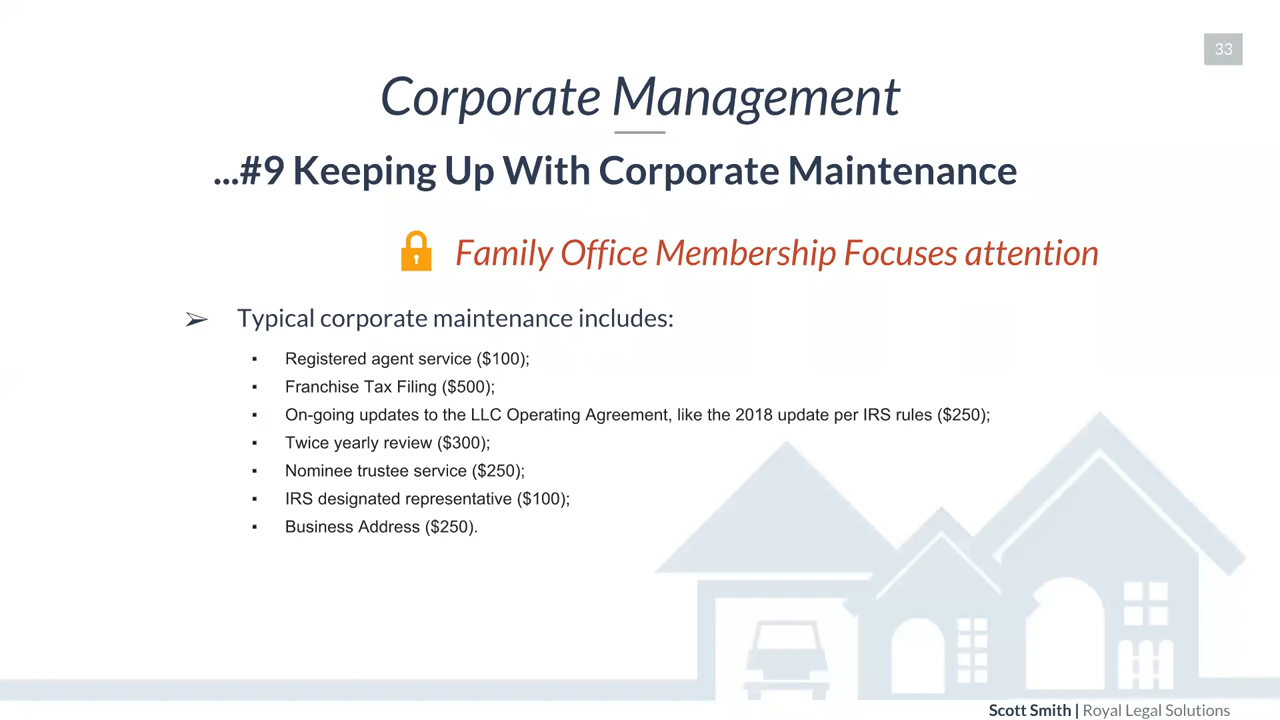 33
Corporate Management
...#9 Keeping Up With Corporate Maintenance
Family Office Membership Focuses attention
➢ Typical corporate maintenance includes:
▪ Registered agent service ($100);
▪ Franchise Tax Filing ($500);
▪ On-going updates to the LLC Operating Agreement, like the 2018 update per IRS rules ($250);
▪ Twice yearly review ($300);
▪ Nominee trustee service ($250);
▪ IRS designated representative ($100);
▪ Business Address ($250).
Scott Smith | Royal Legal Solutions